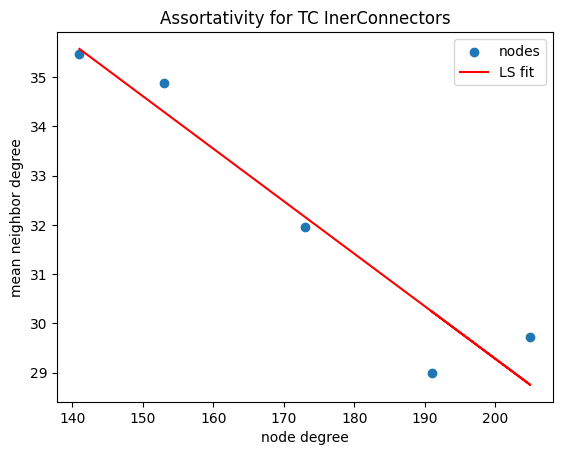 Assortativity for TC InerConnectors
nodes
LS fit
mean neighbor degree
35
34
33
32
31
30
29
140
150
160
170
180
190
200
node degree